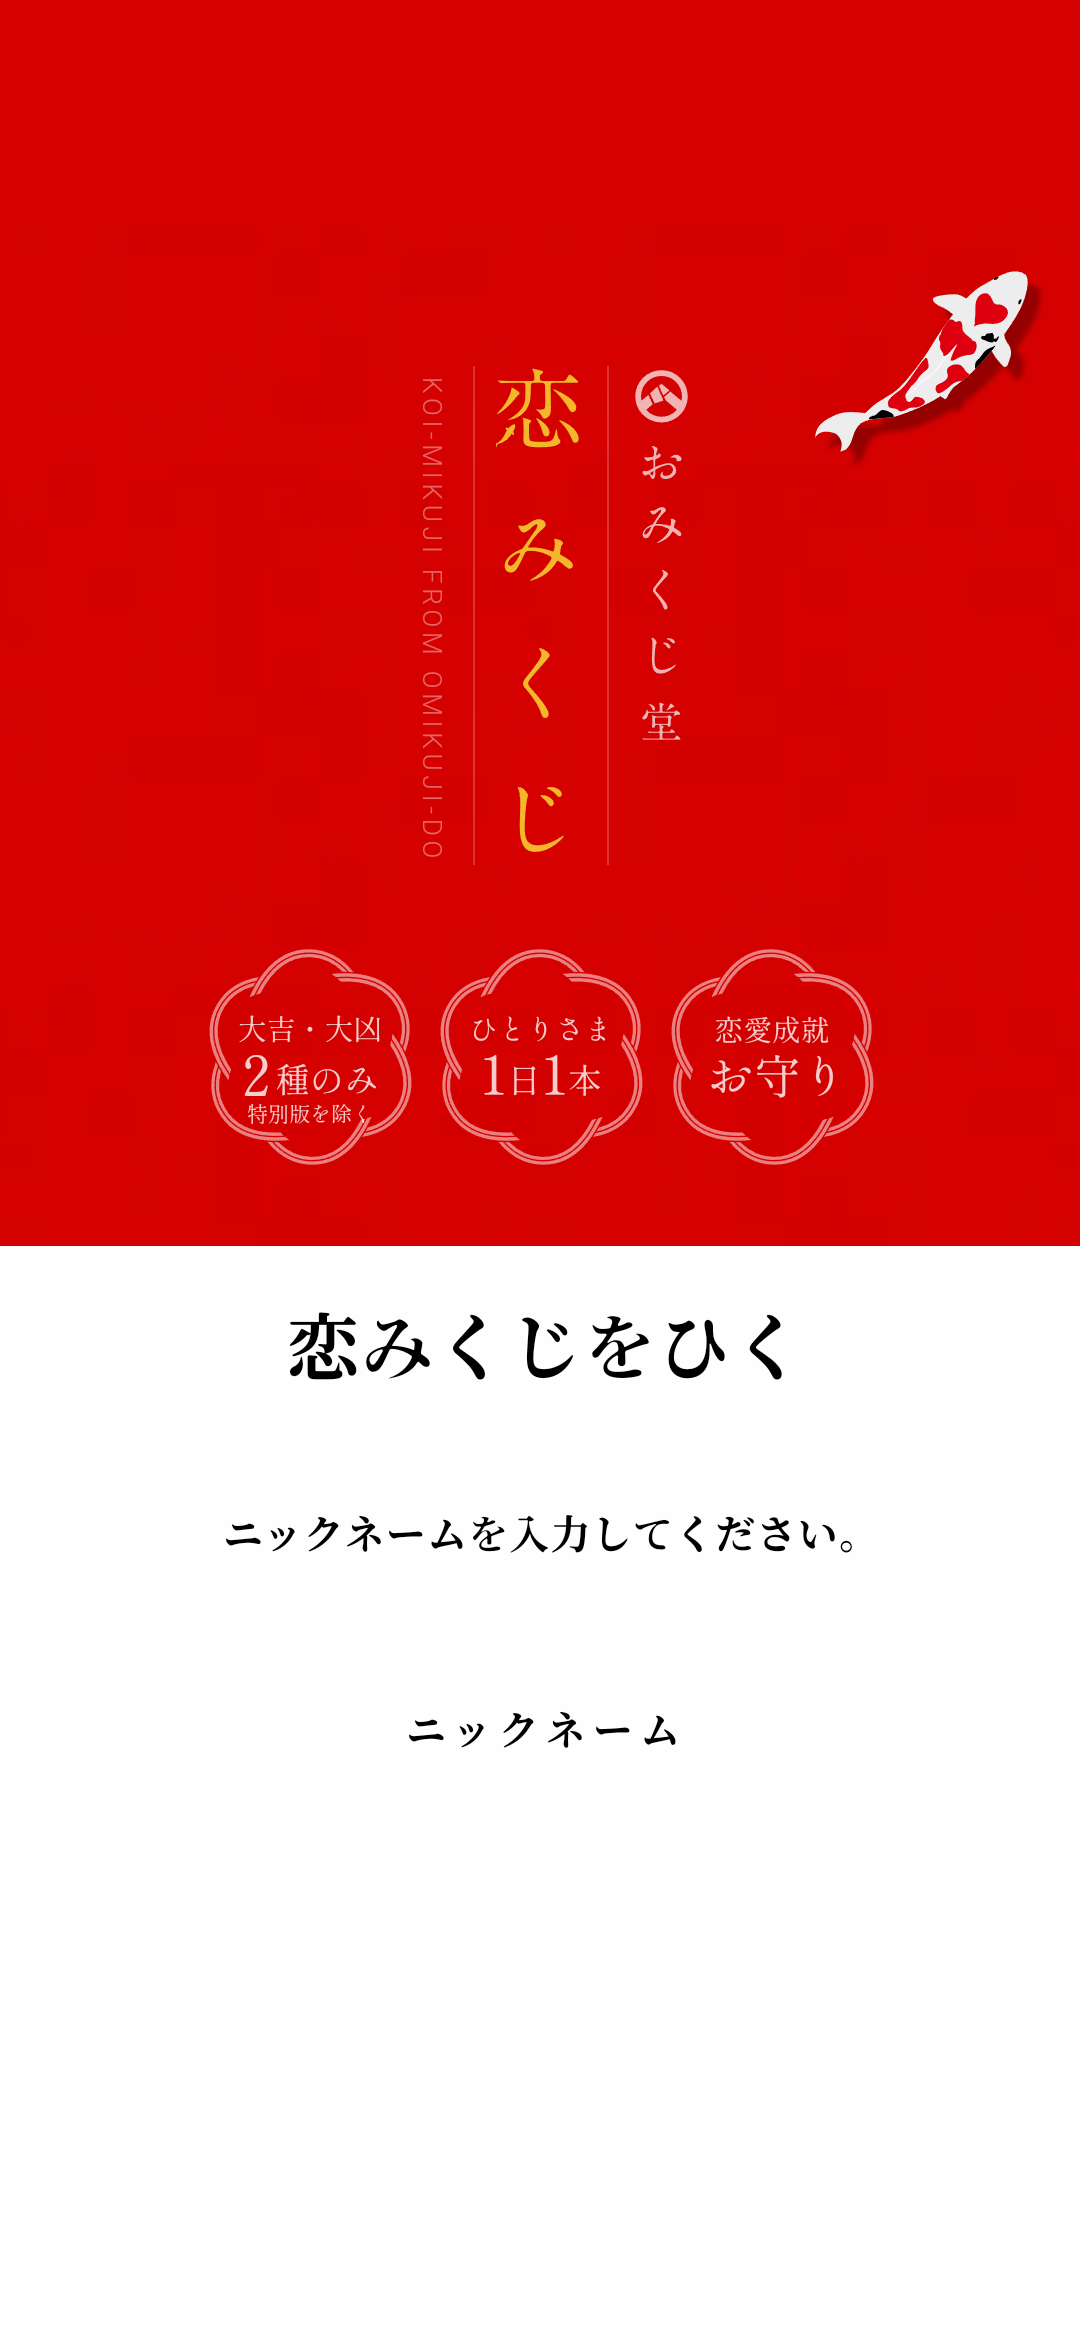 おみくじ堂
恋みくじ
KOI-MIKUJI FROM OMIKUJI-DO
大吉・大凶
2種のみ
特別版を除く
ひとりさま
1日1本
恋愛成就
お守り
恋みくじをひく
ニックネームを入力してください。
ニックネーム